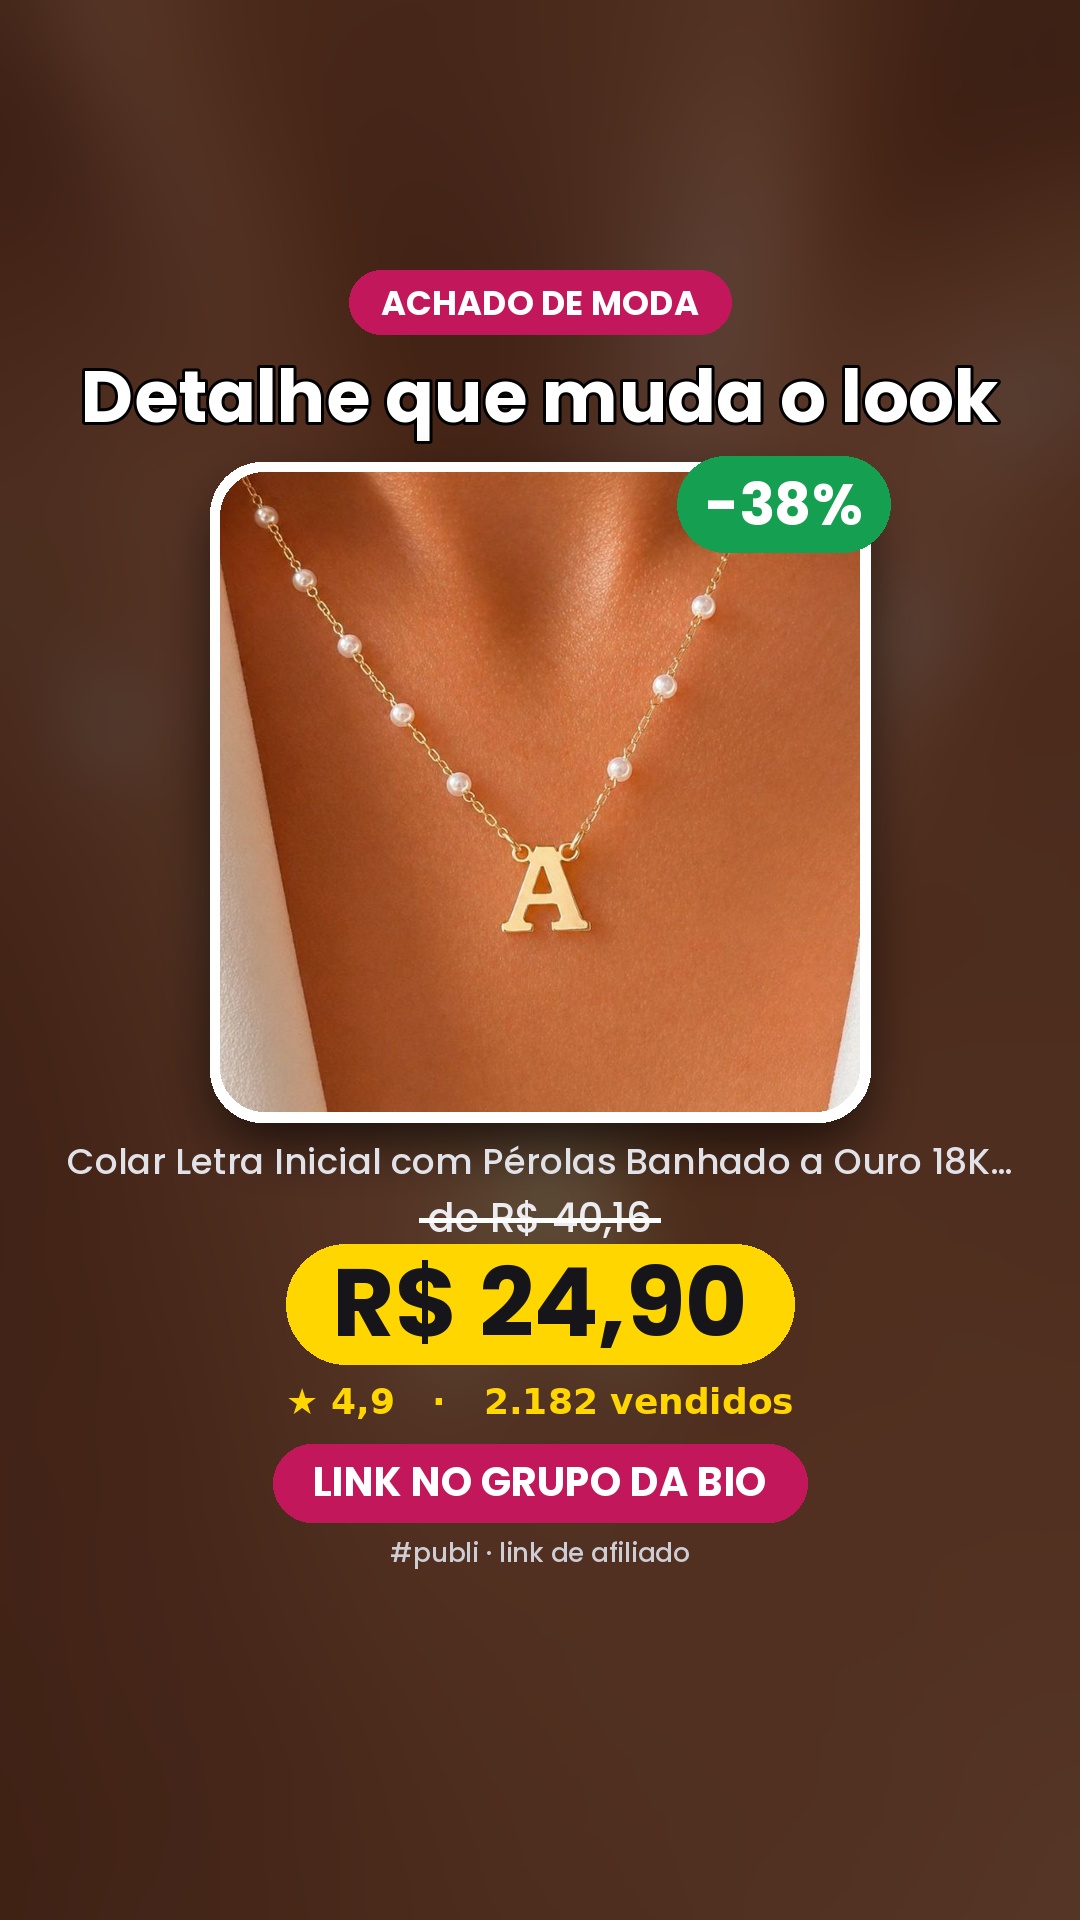 ACHADO DE MODA
Detalhe que muda o look
-38%
A
Colar Letra Inicial com Pérolas Banhado a Ouro 18K...
de R$ 40,16
R$ 24,90
★ 4,9 · 2.182 vendidos
LINK NO GRUPO DA BIO
#publi · link de afiliado